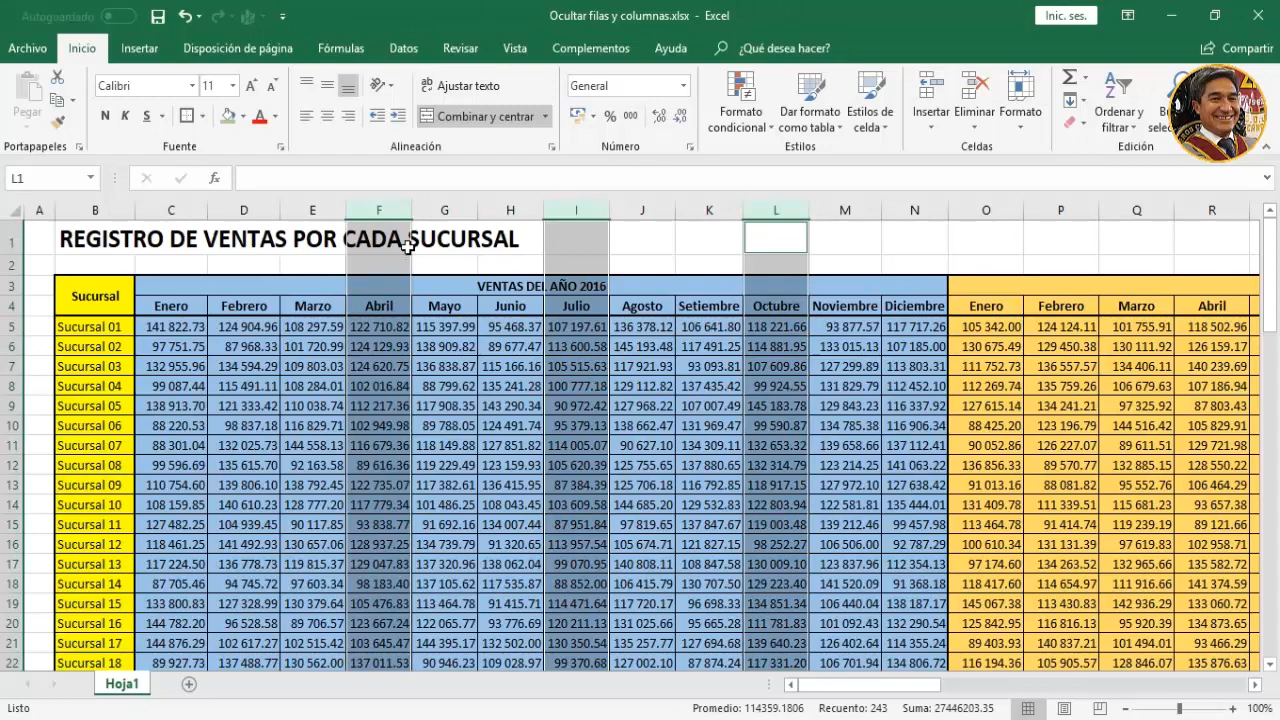 Autoguardado
Ocultar filas y columnas.xlsx - Excel
Inic. ses.
Archivo Inicio Insertar Disposición de página Fórmulas Datos Revisar Vista Complementos Ayuda ¿Qué desea hacer? Compartir
Pegar
Calibri 11
N K S
Ajustar texto
Combinar y centrar
General
% 000
Formato condicional
Dar formato como tabla
Estilos de celda
Insertar Eliminar Formato
Ordenar y filtrar
Portapapeles Fuente Alineación Número Estilos Celdas Edición
L1
A B C D E F G H I J K L M N O P Q R
1 REGISTRO DE VENTAS POR CADA SUCURSAL
2
3 Sucursal VENTAS DEL AÑO 2016
4 Enero Febrero Marzo Abril Mayo Junio Julio Agosto Setiembre Octubre Noviembre Diciembre Enero Febrero Marzo Abril
5 Sucursal 01 141 822.73 124 904.96 108 297.59 122 710.82 115 397.99 95 468.37 107 197.61 136 378.12 106 641.80 118 221.66 93 877.57 117 717.26 105 342.00 124 124.11 101 755.91 118 502.96
6 Sucursal 02 97 751.75 87 968.33 101 720.99 124 129.93 138 909.82 89 677.47 113 600.58 145 193.48 117 491.25 114 881.95 133 015.13 107 185.00 130 675.49 129 450.38 130 111.92 126 159.17
7 Sucursal 03 132 955.96 134 594.29 109 803.03 124 620.75 136 838.87 115 166.16 105 515.63 117 921.93 93 093.81 107 609.86 127 299.89 113 803.31 111 752.73 136 557.57 134 406.11 140 239.69
8 Sucursal 04 99 087.44 115 491.11 108 284.01 102 016.84 88 799.62 135 241.28 100 777.18 129 112.82 137 435.42 99 924.55 131 829.79 112 452.10 112 269.74 135 759.26 106 679.63 107 186.94
9 Sucursal 05 138 913.70 121 333.42 110 038.74 112 217.36 117 908.35 143 290.34 90 972.42 127 968.22 107 007.49 145 183.78 129 843.23 116 337.92 127 615.14 134 241.21 97 325.92 87 803.43
10 Sucursal 06 88 220.53 98 837.18 116 829.71 102 949.98 89 788.05 124 491.74 95 379.13 138 662.47 131 969.47 99 590.87 134 785.38 116 906.34 88 425.20 123 196.79 144 516.42 105 829.91
11 Sucursal 07 88 301.04 132 025.73 144 558.13 116 679.36 118 149.88 127 851.82 114 005.07 90 627.10 134 309.11 132 653.32 139 658.66 137 112.41 90 052.86 126 227.07 89 611.51 129 721.98
12 Sucursal 08 99 596.69 135 615.70 92 163.58 89 616.36 119 229.49 123 159.93 105 620.39 125 755.65 137 880.65 132 314.79 123 214.25 141 063.22 136 856.33 89 570.77 132 885.15 128 550.22
13 Sucursal 09 110 754.60 139 806.10 138 792.45 122 735.07 117 382.61 136 415.95 87 384.39 125 706.18 116 792.85 118 917.15 127 972.10 127 638.42 91 013.16 88 081.82 95 552.76 106 464.29
14 Sucursal 10 108 159.85 140 610.23 128 777.20 117 779.34 101 486.25 108 043.45 103 609.58 144 685.20 129 532.83 122 803.94 122 581.81 135 444.01 131 409.78 111 339.51 115 681.23 93 657.38
15 Sucursal 11 127 482.25 104 939.45 90 117.85 93 838.77 91 692.16 134 007.44 87 951.84 97 819.65 137 847.67 119 003.48 139 212.46 99 457.98 113 464.78 91 414.74 119 239.19 89 121.66
16 Sucursal 12 118 461.25 141 492.93 130 657.06 128 937.25 134 739.79 91 320.65 113 957.54 105 674.71 121 827.15 98 252.27 106 506.00 92 787.29 100 610.34 131 131.39 97 619.83 102 958.71
17 Sucursal 13 117 224.50 136 778.73 119 815.37 129 047.83 137 320.96 138 062.04 99 070.95 140 808.11 108 847.58 130 009.10 123 837.96 112 354.13 97 174.60 134 263.52 132 965.66 135 582.72
18 Sucursal 14 87 705.46 94 745.72 97 603.34 98 183.40 137 105.62 117 535.87 88 852.00 106 415.79 130 707.50 129 223.40 141 520.09 91 368.18 118 417.60 114 654.97 111 916.66 141 374.59
19 Sucursal 15 133 800.83 127 328.99 130 379.64 105 476.83 113 464.78 91 415.71 114 471.64 117 720.17 96 698.33 134 851.34 106 440.04 138 187.17 145 067.38 113 430.83 142 936.29 133 060.72
20 Sucursal 16 144 782.20 96 528.58 89 706.57 123 667.24 122 065.77 93 776.69 120 211.13 131 025.66 95 665.28 111 781.83 101 092.43 132 290.54 125 842.95 116 816.13 95 920.39 134 873.65
21 Sucursal 17 144 876.29 102 617.27 102 515.42 103 645.47 144 395.17 132 502.00 130 350.54 135 257.77 127 694.68 139 640.23 126 402.64 114 355.24 89 403.93 140 837.21 101 494.01 93 466.29
22 Sucursal 18 89 927.73 137 488.77 130 562.00 137 011.53 90 946.23 109 028.97 99 370.68 127 002.10 87 874.24 117 331.20 106 701.94 134 806.72 116 194.36 105 905.57 128 846.07 135 876.63
Hoja1
Listo Promedio: 114359.1806 Recuento: 243 Suma: 27446203.35 100%